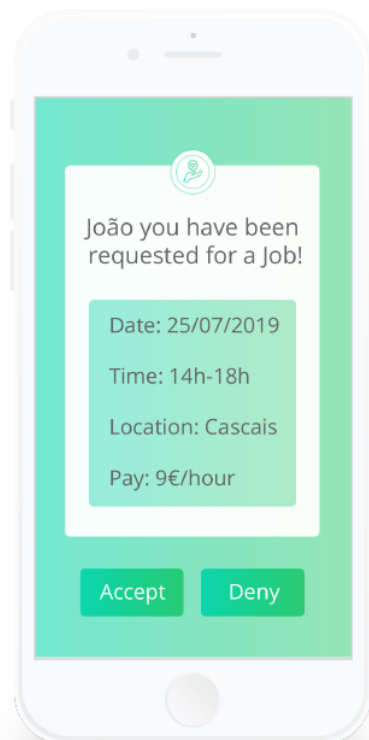 João you have been
requested for a Job!
Date: 25/07/2019
Time: 14h-18h
Location: Cascais
Pay: 9€/hour
Accept
Deny